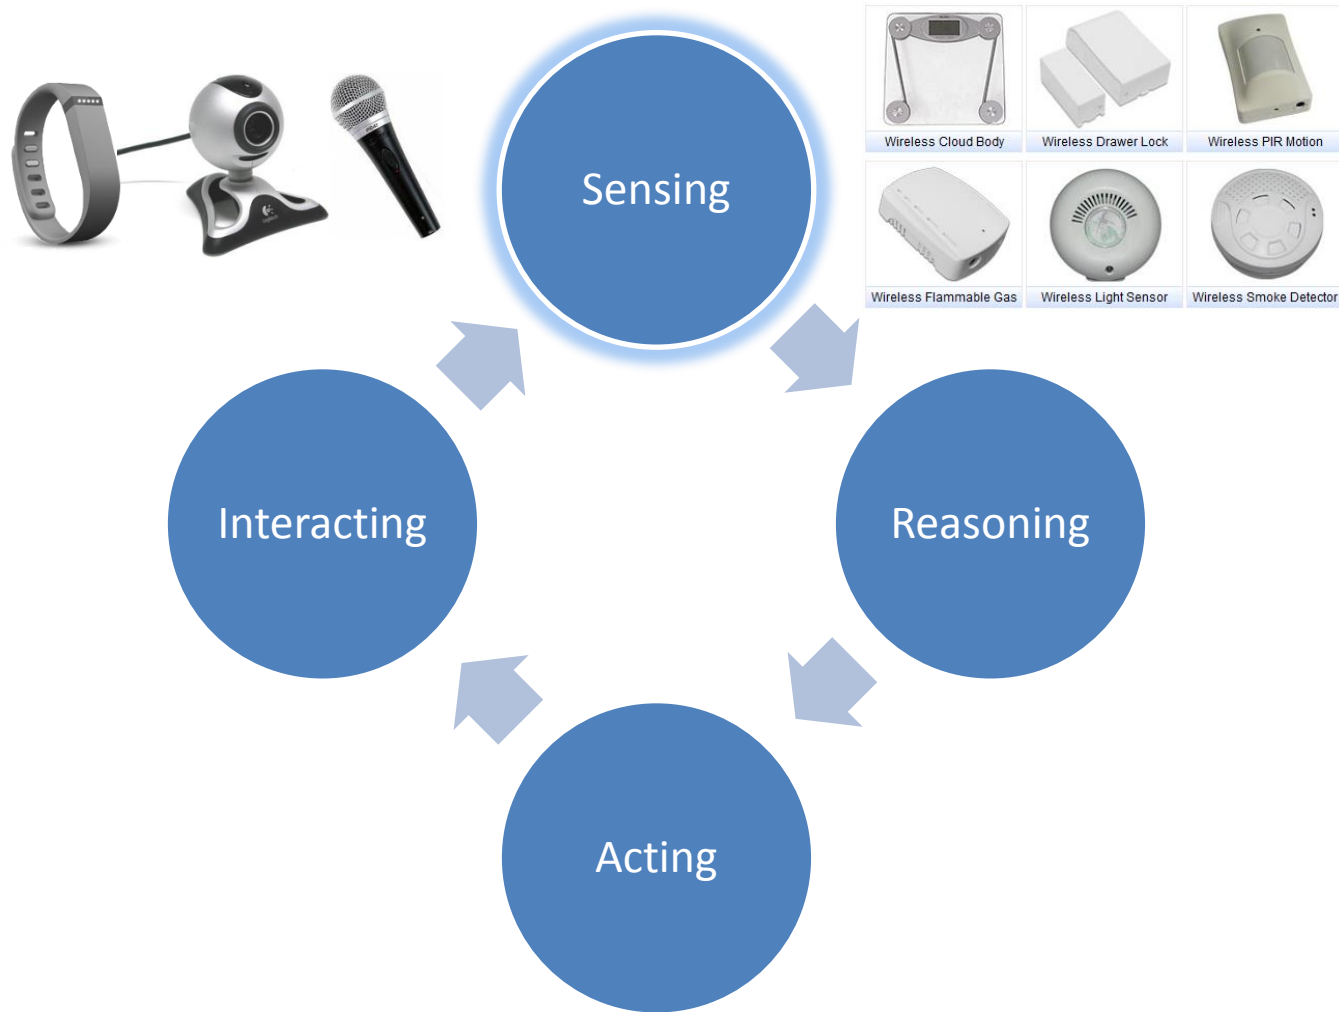 Sensing
Wireless Cloud Body
Wireless Drawer Lock
Wireless PIR Motion
Wireless Flammable Gas
Wireless Light Sensor
Wireless Smoke Detector
Interacting
Reasoning
Acting